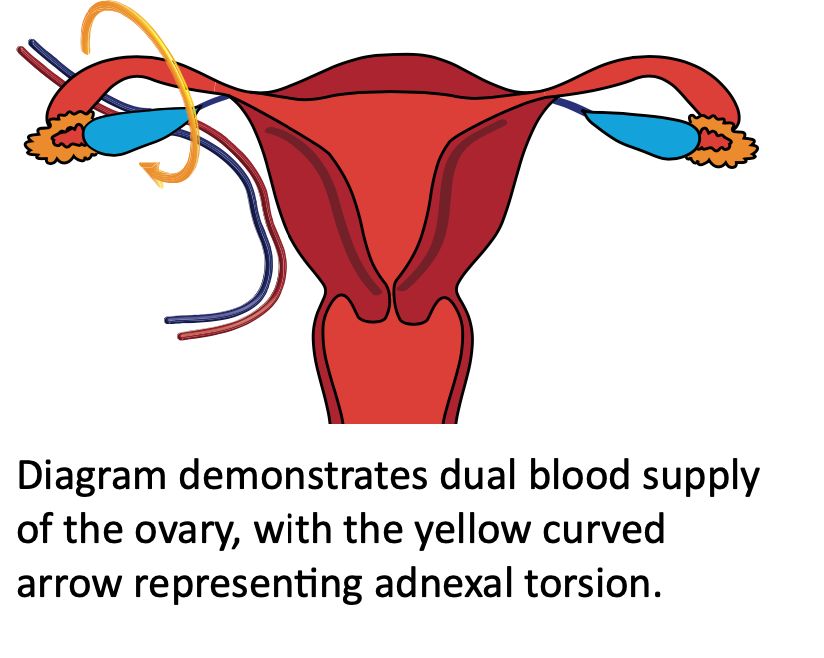 Diagram demonstrates dual blood supply
of the ovary, with the yellow curved
arrow representing adnexal torsion.